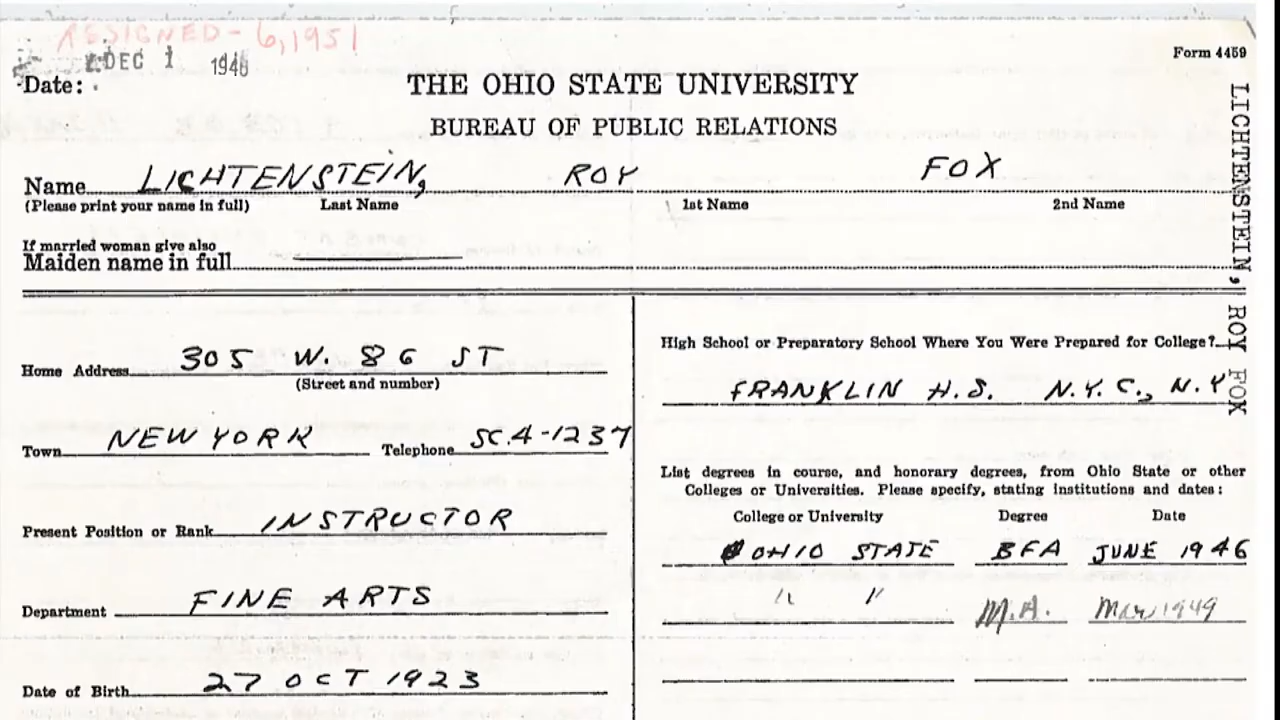 RESIGNED - 6, 1951
DEC 1 1946
Date:
Form 4459
THE OHIO STATE UNIVERSITY
BUREAU OF PUBLIC RELATIONS
Name LICHTENSTEIN, ROY FOX
(Please print your name in full) Last Name 1st Name 2nd Name
If married woman give also
Maiden name in full
LICHTENSTEIN, ROY FOX
Home Address 305 W. 86 ST
(Street and number)
Town NEW YORK Telephone SC.4-1237
Present Position or Rank INSTRUCTOR
Department FINE ARTS
Date of Birth 27 OCT 1923
High School or Preparatory School Where You Were Prepared for College?
FRANKLIN H.S. N.Y.C., N.Y
List degrees in course, and honorary degrees, from Ohio State or other
Colleges or Universities. Please specify, stating institutions and dates:
College or University Degree Date
OHIO STATE BFA JUNE 1946
" " M.A. Mar 1949